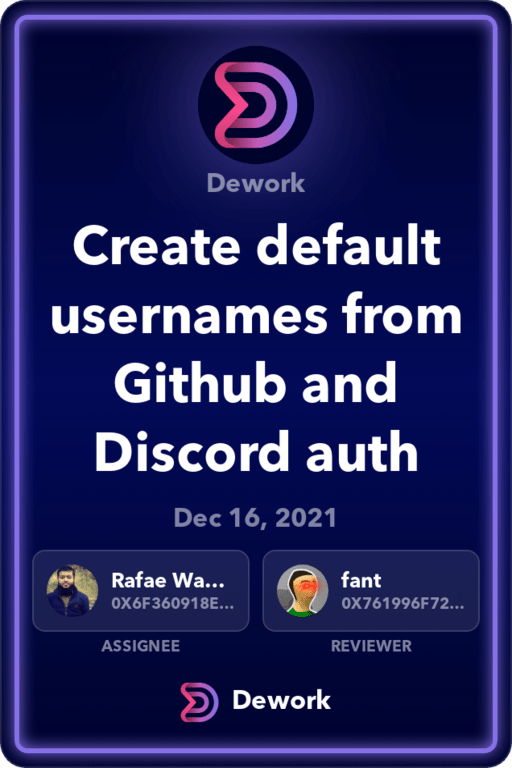 Dework
Create default
usernames from
Github and
Discord auth
Dec 16, 2021
Rafae Wa...
0X6F360918E...
ASSIGNEE
fant
0X761996F72...
REVIEWER
Dework